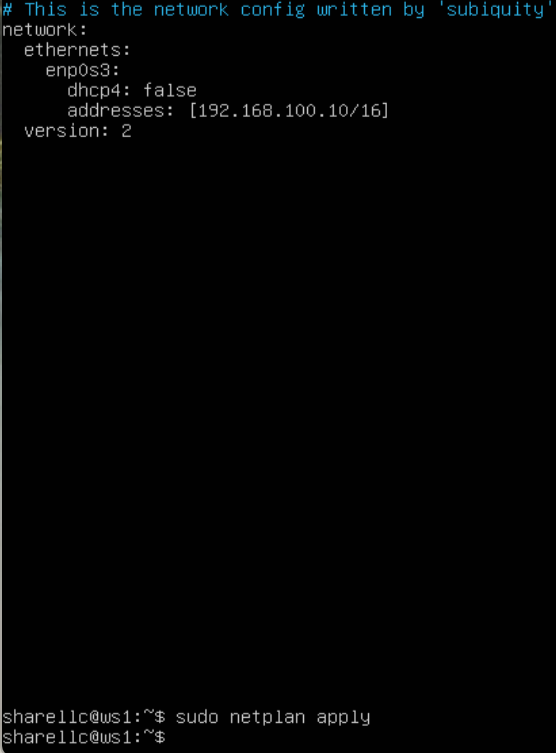 # This is the network config written by 'subiquity'
network:
  ethernets:
    enp0s3:
      dhcp4: false
      addresses: [192.168.100.10/16]
  version: 2
sharellc@ws1:~$ sudo netplan apply
sharellc@ws1:~$